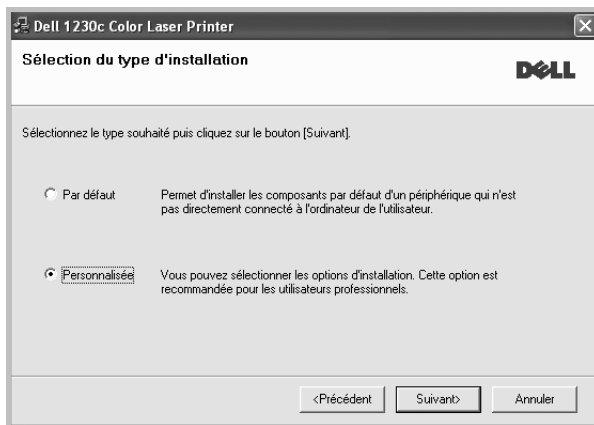 Dell 1230c Color Laser Printer
Sélection du type d'installation
DELL
Sélectionnez le type souhaité puis cliquez sur le bouton [Suivant].
Par défaut
Permet d'installer les composants par défaut d'un périphérique qui n'est
pas directement connecté à l'ordinateur de l'utilisateur.
Personnalisée
Vous pouvez sélectionner les options d'installation. Cette option est
recommandée pour les utilisateurs professionnels.
<Précédent
Suivant>
Annuler